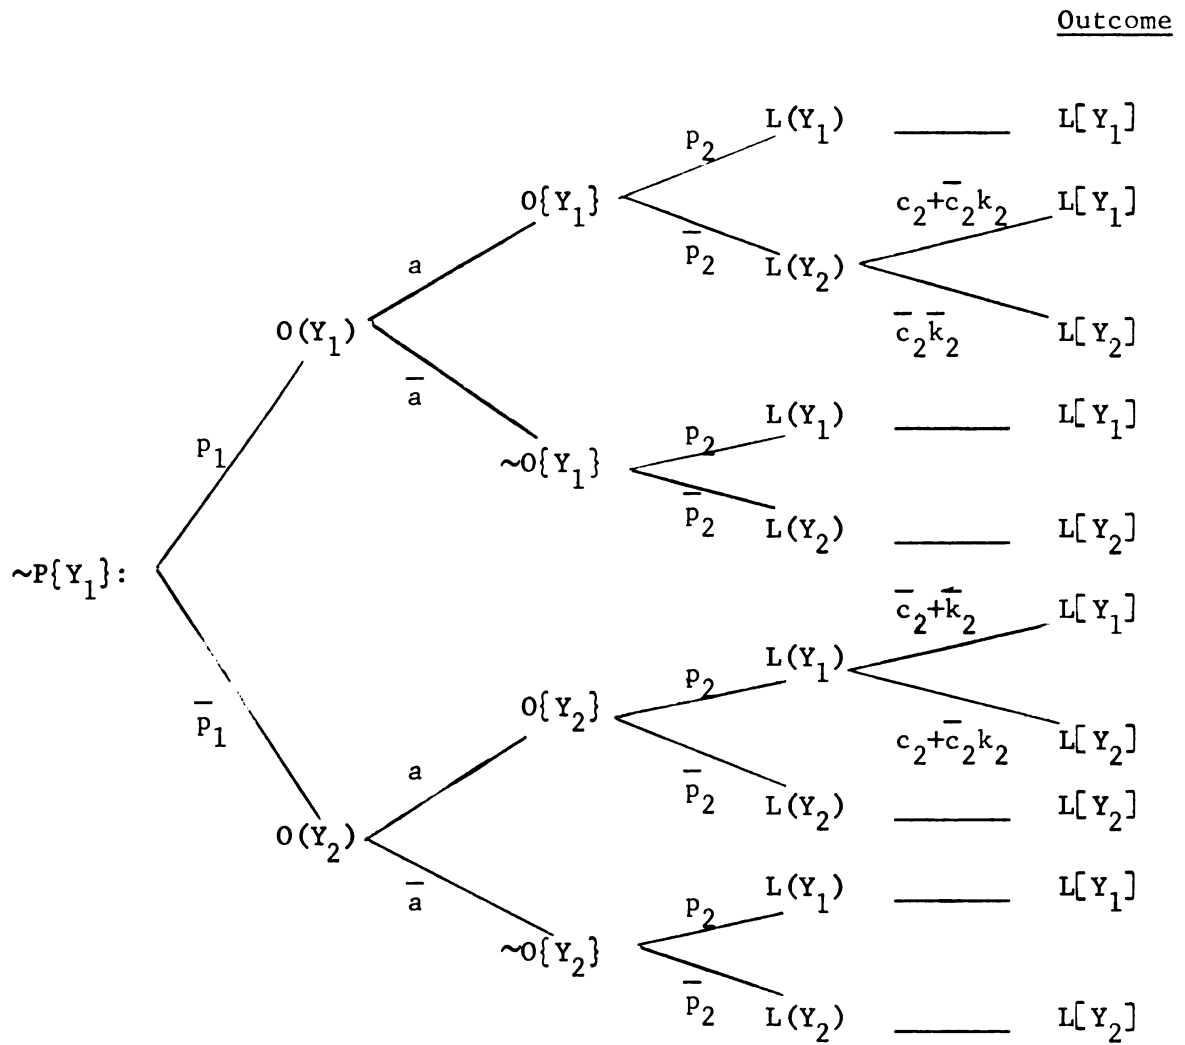 Outcome
L(Y₁) L[Y₁]
p₂
O{Y₁} c₂+c̅₂k₂ L[Y₁]
p̅₂ L(Y₂)
a
O(Y₁) c̅₂k̅₂ L[Y₂]
a̅
L(Y₁) L[Y₁]
p₁ p₂
~O{Y₁}
p̅₂ L(Y₂) L[Y₂]
~P{Y₁}:
c̅₂+k̅₂ L[Y₁]
L(Y₁)
p₂
O{Y₂}
p̅₁ c₂+c̅₂k₂ L[Y₂]
a
p̅₂ L(Y₂) L[Y₂]
O(Y₂)
L(Y₁) L[Y₁]
a̅ p₂
~O{Y₂}
p̅₂ L(Y₂) L[Y₂]